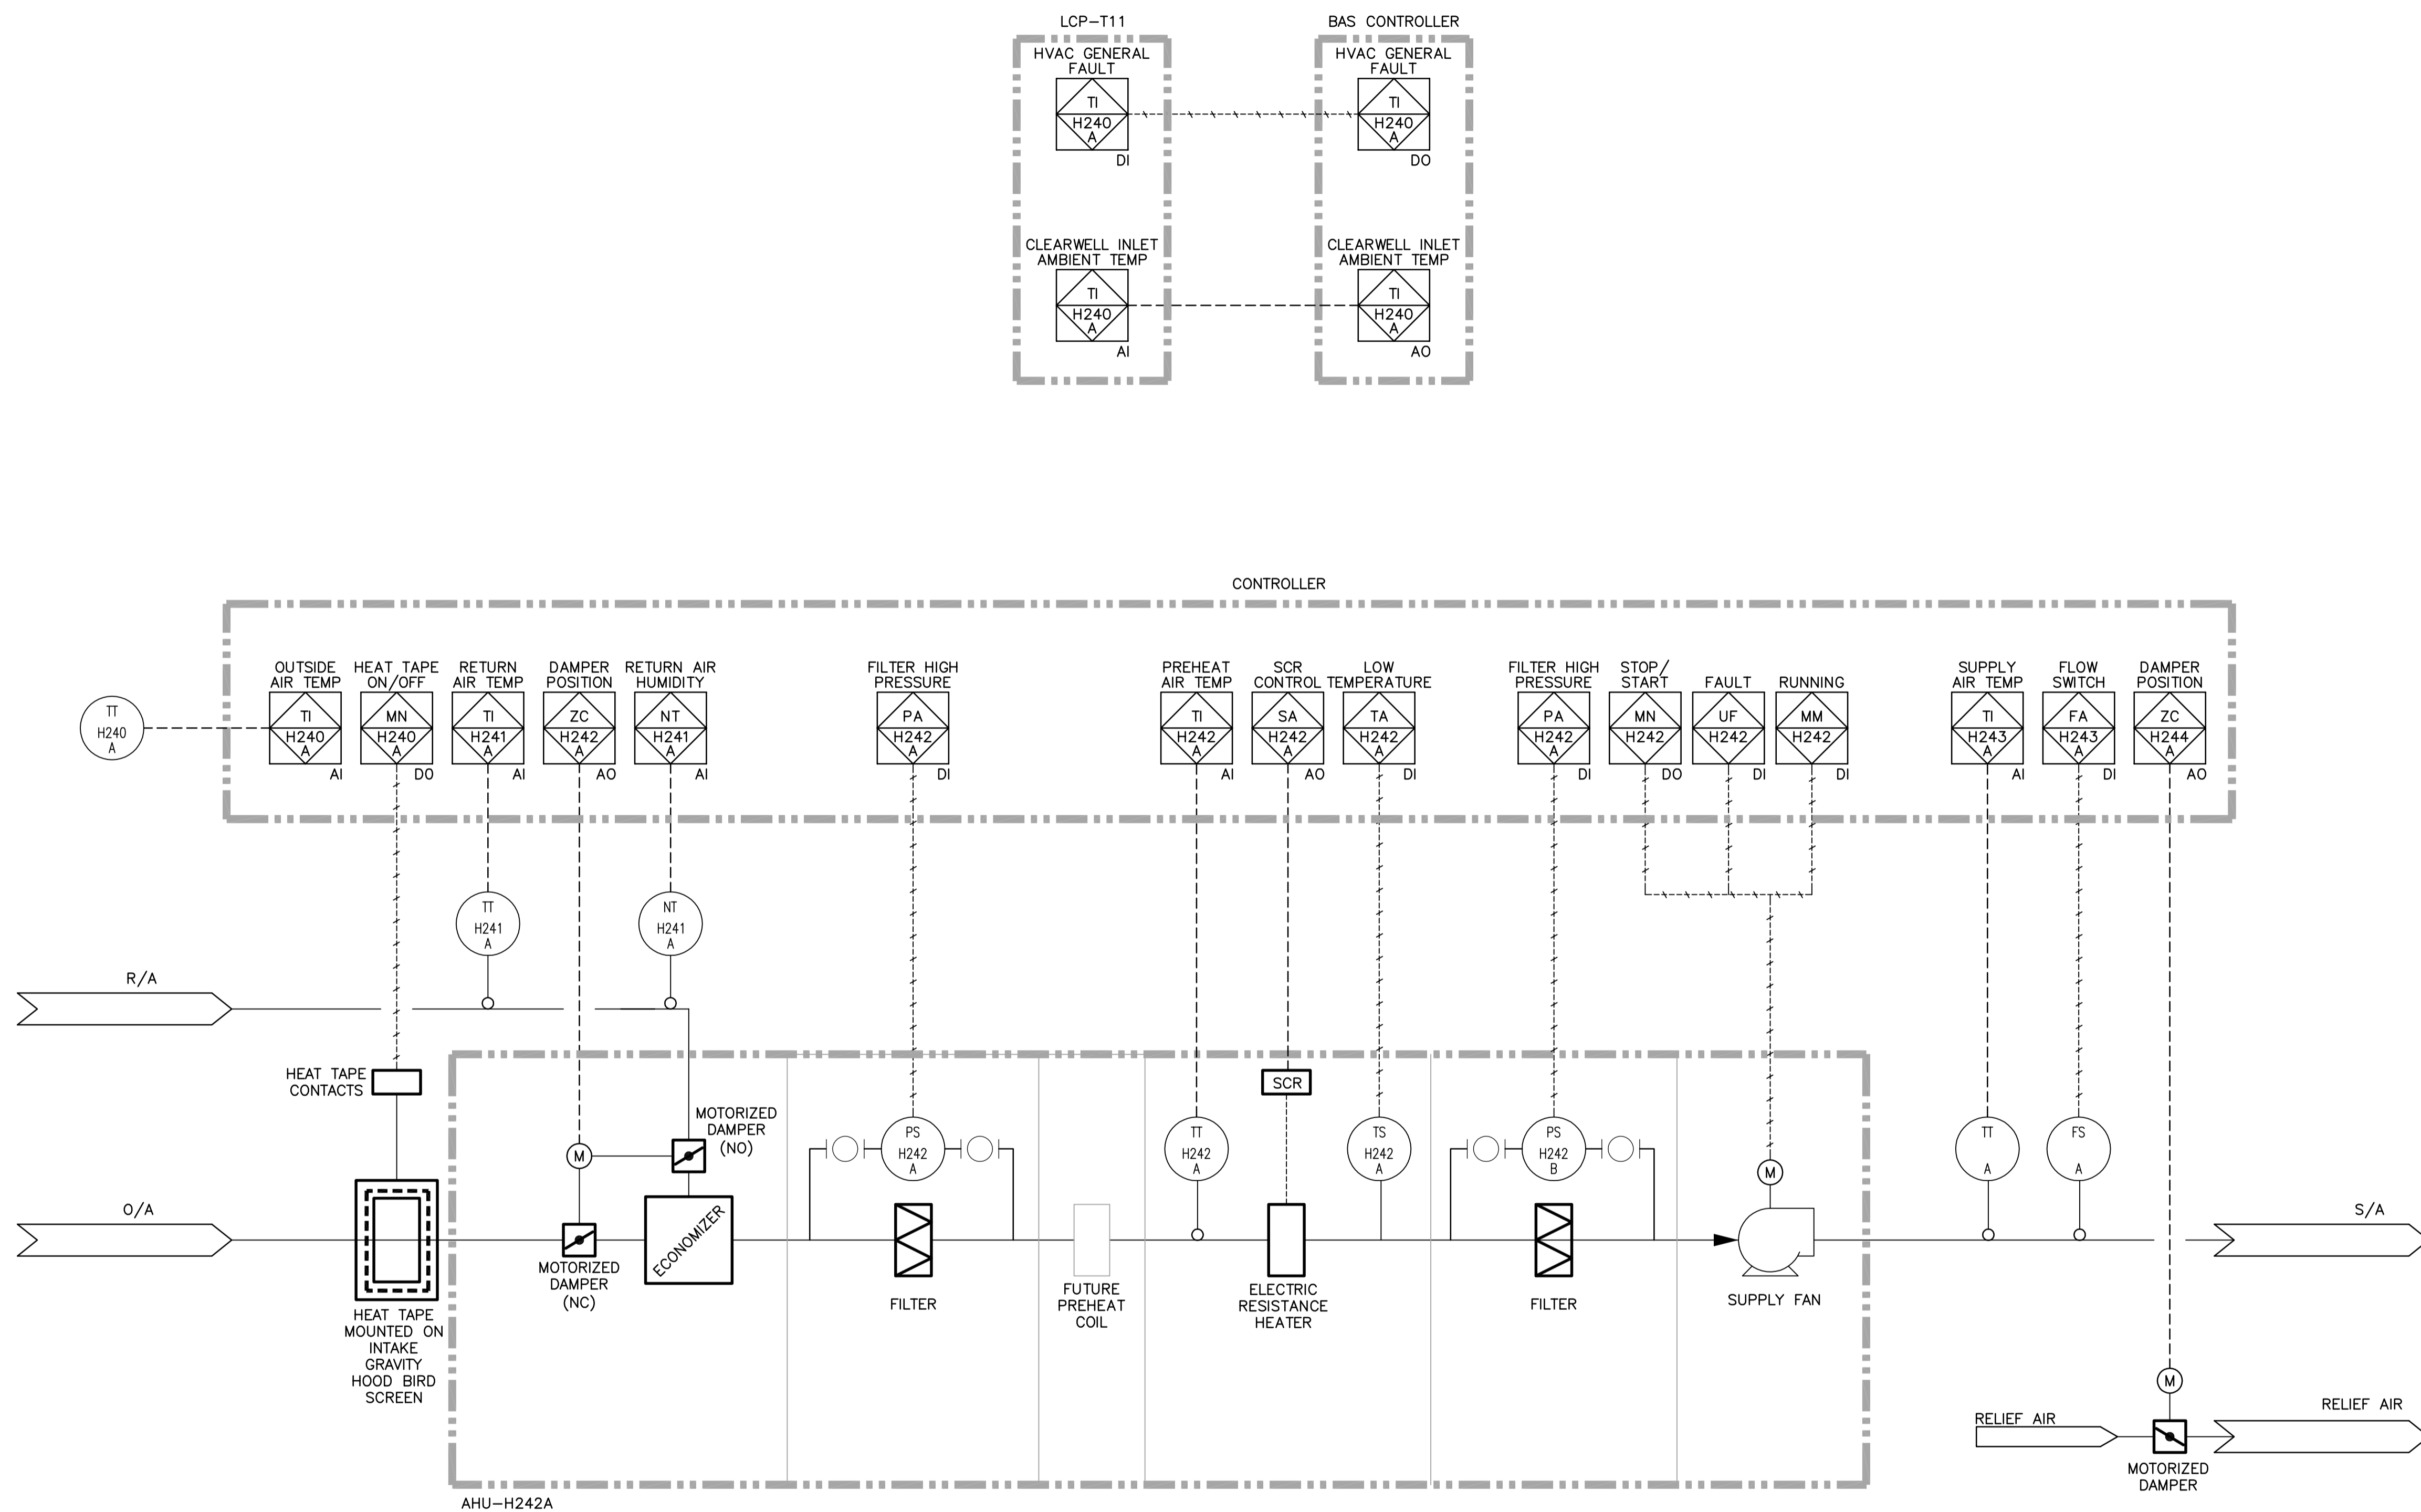 LCP-T11
HVAC GENERAL
FAULT
TI
H240
A
DI
BAS CONTROLLER
HVAC GENERAL
FAULT
TI
H240
A
DO
CLEARWELL INLET
AMBIENT TEMP
TI
H240
A
AI
CLEARWELL INLET
AMBIENT TEMP
TI
H240
A
AO
CONTROLLER
TT
H240
A
OUTSIDE
AIR TEMP
TI
H240
A
AI
HEAT TAPE
ON/OFF
MN
H240
A
DO
RETURN
AIR TEMP
TI
H241
A
AI
DAMPER
POSITION
ZC
H242
A
AO
RETURN AIR
HUMIDITY
NT
H241
A
AI
FILTER HIGH
PRESSURE
PA
H242
A
DI
PREHEAT
AIR TEMP
TI
H242
A
AI
SCR
CONTROL
SA
H242
A
AO
LOW
TEMPERATURE
TA
H242
A
DI
FILTER HIGH
PRESSURE
PA
H242
A
DI
STOP/
START
MN
H242
DO
FAULT
UF
H242
DI
RUNNING
MM
H242
DI
SUPPLY
AIR TEMP
TI
H243
A
AI
FLOW
SWITCH
FA
H243
A
DI
DAMPER
POSITION
ZC
H244
A
AO
TT
H241
A
NT
H241
A
R/A
HEAT TAPE
CONTACTS
MOTORIZED
DAMPER
(NO)
M
PS
H242
A
TT
H242
A
SCR
TS
H242
A
PS
H242
B
M
TT
A
FS
A
O/A
HEAT TAPE
MOUNTED ON
INTAKE
GRAVITY
HOOD BIRD
SCREEN
MOTORIZED
DAMPER
(NC)
ECONOMIZER
FILTER
FUTURE
PREHEAT
COIL
ELECTRIC
RESISTANCE
HEATER
FILTER
SUPPLY FAN
S/A
M
RELIEF AIR
RELIEF AIR
MOTORIZED
DAMPER
AHU-H242A